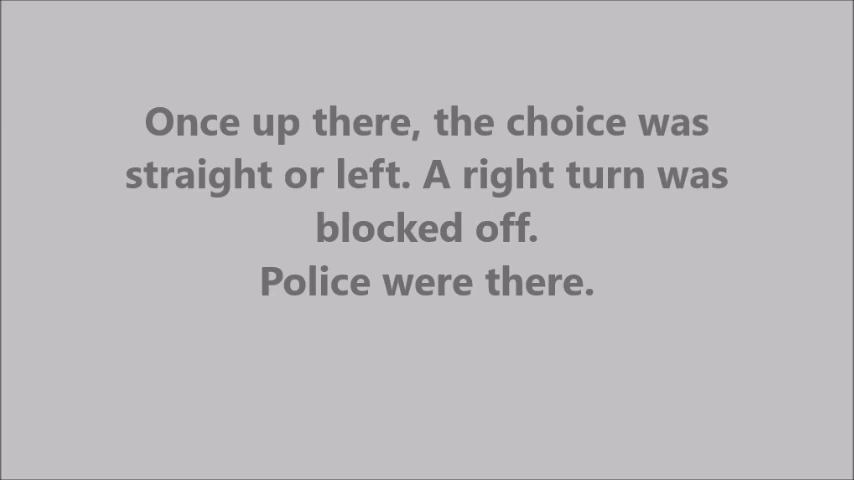 Once up there, the choice was
straight or left. A right turn was
blocked off.
Police were there.